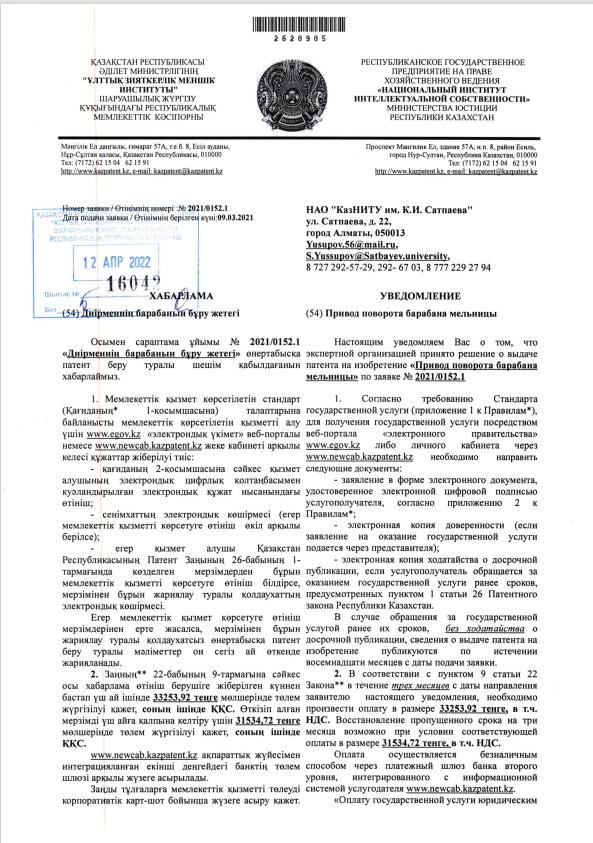 2620905
ҚАЗАҚСТАН РЕСПУБЛИКАСЫ
ӘДІЛЕТ МИНИСТРЛІГІНІҢ
"ҰЛТТЫҚ ЗИЯТКЕРЛІК МЕНШІК
ИНСТИТУТЫ"
ШАРУАШЫЛЫҚ ЖҮРГІЗУ
ҚҰҚЫҒЫНДАҒЫ РЕСПУБЛИКАЛЫҚ
МЕМЛЕКЕТТІК КӘСІПОРНЫ
РЕСПУБЛИКАНСКОЕ ГОСУДАРСТВЕННОЕ
ПРЕДПРИЯТИЕ НА ПРАВЕ
ХОЗЯЙСТВЕННОГО ВЕДЕНИЯ
«НАЦИОНАЛЬНЫЙ ИНСТИТУТ
ИНТЕЛЛЕКТУАЛЬНОЙ СОБСТВЕННОСТИ»
МИНИСТЕРСТВА ЮСТИЦИИ
РЕСПУБЛИКИ КАЗАХСТАН
Мәңгілік Ел даңғылы, ғимарат 57А, т.е.б. 8, Есіл ауданы,
Нұр-Сұлтан қаласы, Қазақстан Республикасы, 010000
Тел: (7172) 62 15 04 62 15 91
http://www.kazpatent.kz, e-mail: kazpatent@kazpatent.kz
Проспект Мангилик Ел, здание 57А, н.п. 8, район Есиль,
город Нур-Султан, Республика Казахстан, 010000
Тел: (7172) 62 15 04 62 15 91
http://www.kazpatent.kz, e-mail: kazpatent@kazpatent.kz
Номер заявки / Өтінімнің нөмірі :№ 2021/0152.1
Дата подачи заявки / Өтінімнің берілген күні:09.03.2021
12 АПР 2022
16042
Шығыс №
Бет
НАО "КазНИТУ им. К.И. Сатпаева"
ул. Сатпаева, д. 22,
город Алматы, 050013
Yusupov.56@mail.ru,
S.Yussupov@Satbayev.university,
8 727 292-57-29, 292- 67 03, 8 777 229 27 94
ХАБАРЛАМА
(54) Диірменнің барабанын бұру жетегі
УВЕДОМЛЕНИЕ
(54) Привод поворота барабана мельницы
Осымен сараптама ұйымы № 2021/0152.1
«Диірменнің барабанын бұру жетегі» өнертабысқа
патент беру туралы шешім қабылдағанын
хабарлаймыз.
1. Мемлекеттік қызмет көрсетілетін стандарт
(Қағиданың* 1-қосымшасына) талаптарына
байланысты мемлекеттік көрсетілетін қызметті алу
үшін www.egov.kz «электрондық үкімет» веб-порталы
немесе www.newcab.kazpatent.kz жеке кабинеті арқылы
келесі құжаттар жіберілуі тиіс:
- қағиданың 2-қосымшасына сәйкес қызмет
алушының электрондық цифрлық қолтаңбасымен
куәландырылған электрондық құжат нысанындағы
өтініш;
- сенімхаттың электрондық көшірмесі (егер
мемлекеттік қызметті көрсетуге өтініш өкіл арқылы
берілсе);
- егер қызмет алушы Қазақстан
Республикасының Патент Заңының 26-бабының 1-
тармағында көзделген мерзімдерден бұрын
мемлекеттік қызметті көрсетуге өтініш білдірсе,
мерзімінен бұрын жариялау туралы қолдаухаттың
электрондық көшірмесі.
Егер мемлекеттік қызмет көрсетуге өтініш
мерзімдерінен ерте жасалса, мерзімінен бұрын
жариялау туралы қолдаухатсыз өнертабысқа патент
беру туралы мәліметтер он сегіз ай өткенде
жарияланады.
2. Заңның** 22-бабының 9-тармағына сәйкес
осы хабарлама өтініш берушіге жіберілген күннен
бастап үш ай ішінде 33253,92 теңге мөлшерінде төлем
жүргізілуі қажет, соның ішінде ҚҚС. Өткізіп алған
мерзімді үш айға қалпына келтіру үшін 31534,72 теңге
мөлшерінде төлем жүргізілуі қажет, соның ішінде
ҚҚС.
www.newcab.kazpatent.kz ақпараттық жүйесімен
интеграцияланған екінші деңгейдегі банктің төлем
шлюзі арқылы жүзеге асырылады.
Заңды тұлғаларға мемлекеттік қызметті төлеуді
корпоративтік карт-шот бойынша жүзеге асыру қажет.
Настоящим уведомляем Вас о том, что
экспертной организацией принято решение о выдаче
патента на изобретение «Привод поворота барабана
мельницы» по заявке № 2021/0152.1
1. Согласно требованию Стандарта
государственной услуги (приложение 1 к Правилам*),
для получения государственной услуги посредством
веб-портала «электронного правительства»
www.egov.kz либо личного кабинета через
www.newcab.kazpatent.kz необходимо направить
следующие документы:
- заявление в форме электронного документа,
удостоверенное электронной цифровой подписью
услугополучателя, согласно приложению 2 к
Правилам*;
- электронная копия доверенности (если
заявление на оказание государственной услуги
подается через представителя);
- электронная копия ходатайства о досрочной
публикации, если услугополучатель обращается за
оказанием государственной услуги ранее сроков,
предусмотренных пунктом 1 статьи 26 Патентного
закона Республики Казахстан.
В случае обращения за государственной
услугой ранее их сроков, без ходатайства о
досрочной публикации, сведения о выдаче патента на
изобретение публикуются по истечении
восемнадцати месяцев с даты подачи заявки.
2. В соответствии с пунктом 9 статьи 22
Закона** в течение трех месяцев с даты направления
заявителю настоящего уведомления, необходимо
произвести оплату в размере 33253,92 тенге, в т.ч.
НДС. Восстановление пропущенного срока на три
месяца возможно при условии соответствующей
оплаты в размере 31534,72 тенге, в т.ч. НДС.
Оплата осуществляется безналичным
способом через платежный шлюз банка второго
уровня, интегрированного с информационной
системой услугодателя www.newcab.kazpatent.kz.
«Оплату государственной услуги юридическим